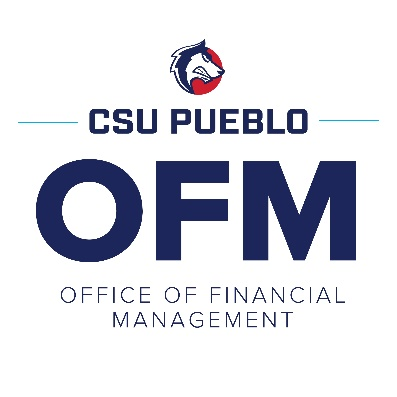 CSU PUEBLO
OFM
OFFICE OF FINANCIAL
MANAGEMENT